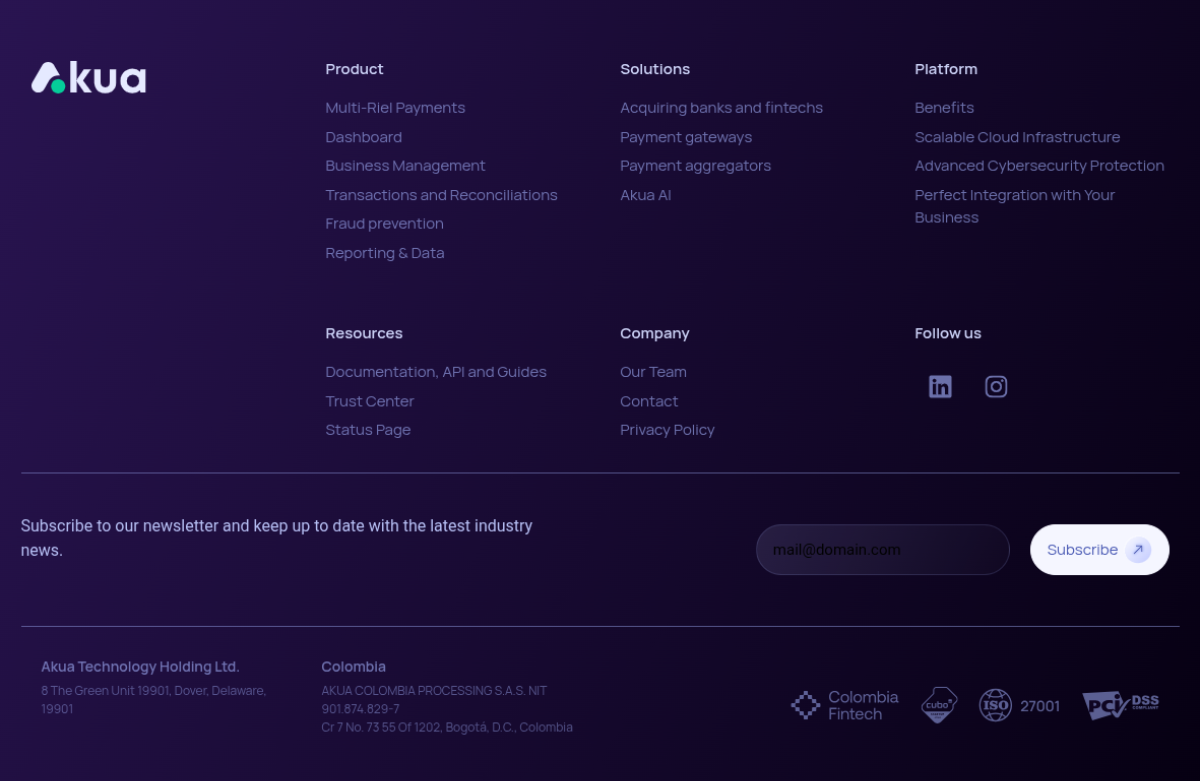 Akua
Product
Multi-Riel Payments
Dashboard
Business Management
Transactions and Reconciliations
Fraud prevention
Reporting & Data
Solutions
Acquiring banks and fintechs
Payment gateways
Payment aggregators
Akua AI
Platform
Benefits
Scalable Cloud Infrastructure
Advanced Cybersecurity Protection
Perfect Integration with Your
Business
Resources
Documentation, API and Guides
Trust Center
Status Page
Company
Our Team
Contact
Privacy Policy
Follow us
in
Subscribe to our newsletter and keep up to date with the latest industry
news.
mail@domain.com
Subscribe
Akua Technology Holding Ltd.
8 The Green Unit 19901, Dover, Delaware,
19901
Colombia
AKUA COLOMBIA PROCESSING S.A.S. NIT
901.874.829-7
Cr 7 No. 73 55 Of 1202, Bogotá, D.C., Colombia
Colombia
Fintech
cubo
ISO 27001
PCI DSS
COMPLIANT